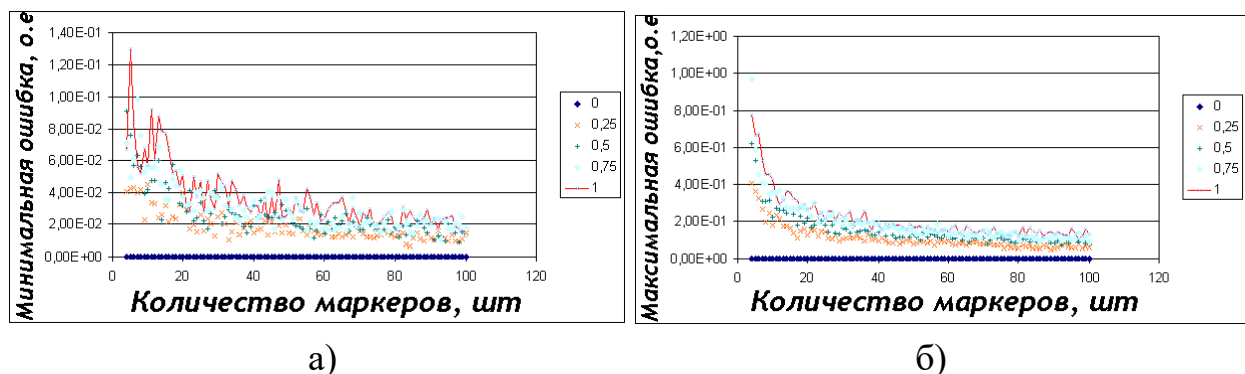 Минимальная ошибка, о.е
1,40E-01
1,20E-01
1,00E-01
8,00E-02
6,00E-02
4,00E-02
2,00E-02
0,00E+00
0 20 40 60 80 100 120
Количество маркеров, шт
0
0,25
0,5
0,75
1
а)
Максимальная ошибка,о.е
1,20E+00
1,00E+00
8,00E-01
6,00E-01
4,00E-01
2,00E-01
0,00E+00
0 20 40 60 80 100 120
Количество маркеров, шт
0
0,25
0,5
0,75
1
б)